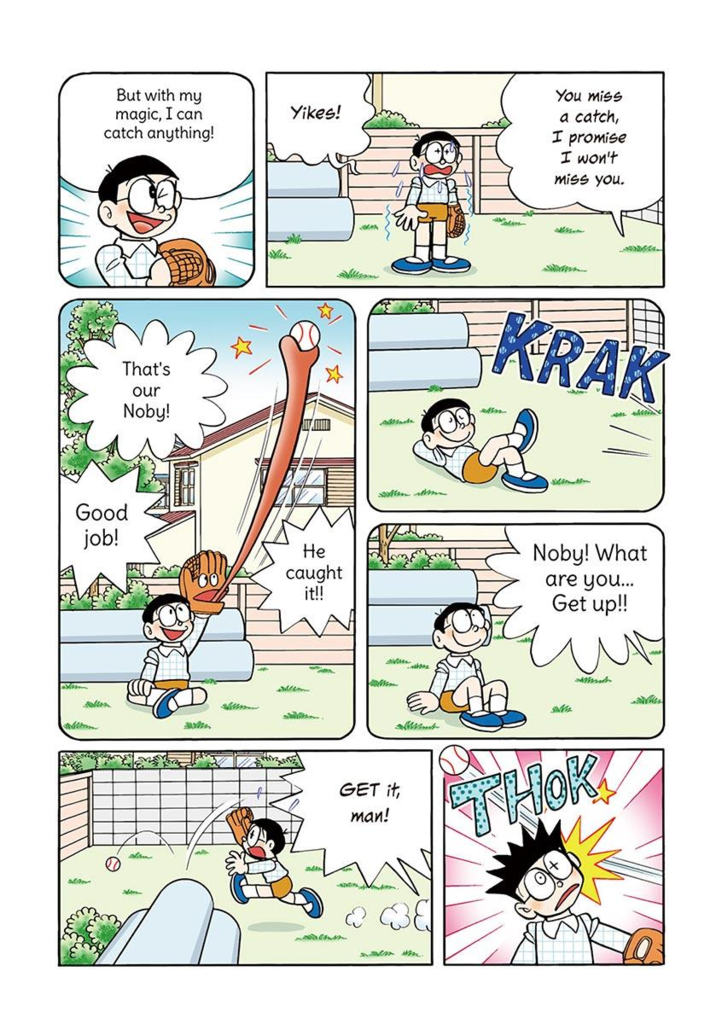 You miss
a catch,
I promise
I won't
miss you.
Yikes!
But with my
magic, I can
catch anything!
KRAK
Noby! What
are you...
Get up!!
He
caught
it!!
That's
our
Noby!
Good
job!
THOK
GET it,
man!